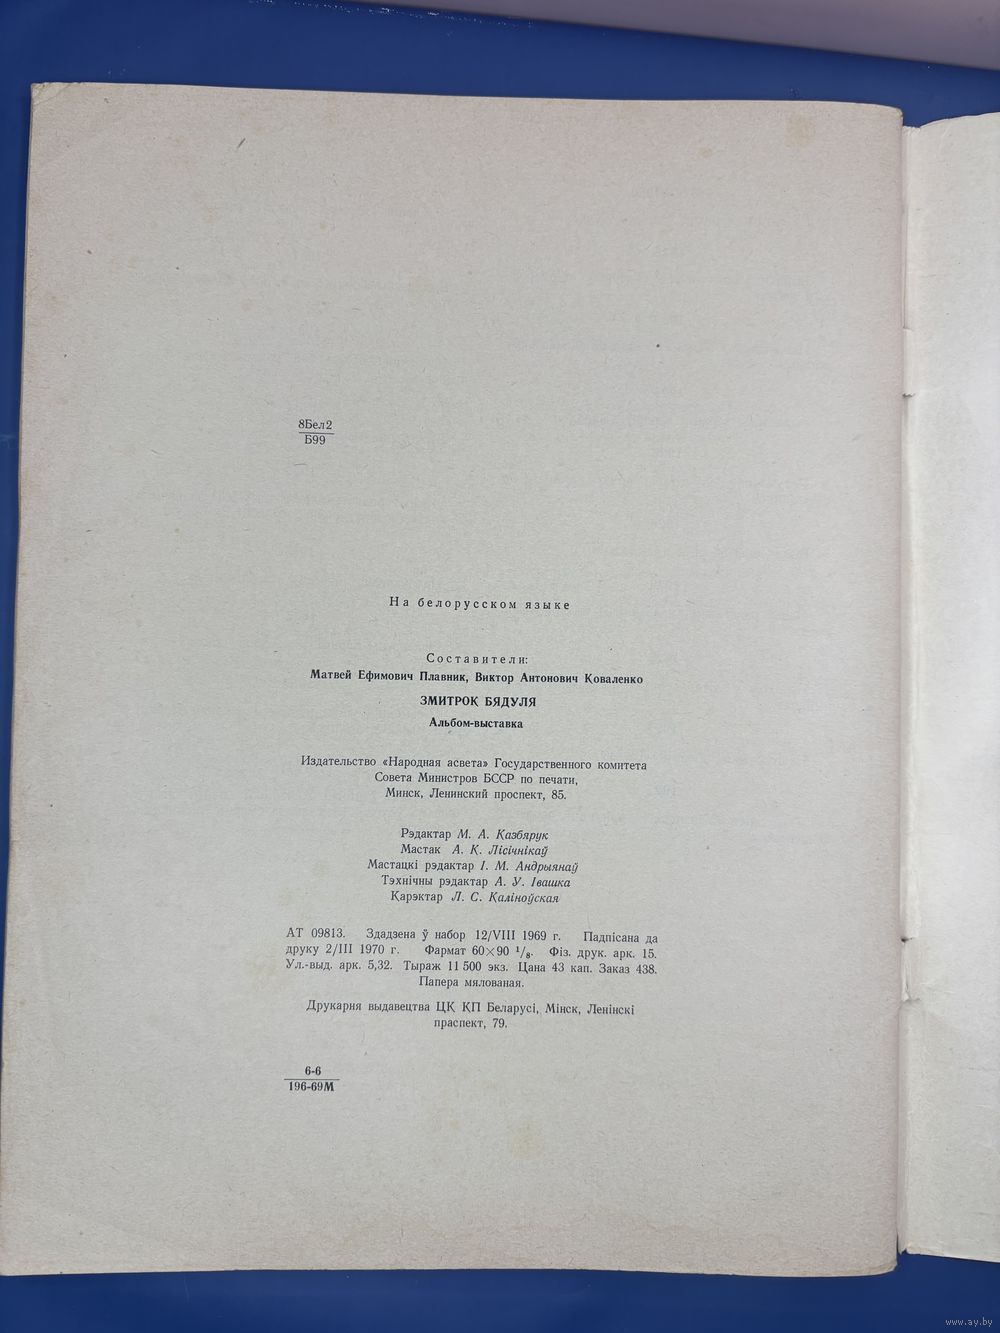 8Бел2
Б99
На белорусском языке
Составители:
Матвей Ефимович Плавник, Виктор Антонович Коваленко
ЗМИТРОК БЯДУЛЯ
Альбом-выставка
Издательство «Народная асвета» Государственного комитета
Совета Министров БССР по печати,
Минск, Ленинский проспект, 85.
Рэдактар М. А. Казбярук
Мастак А. К. Лісічнікаў
Мастацкі рэдактар І. М. Андрыянаў
Тэхнічны рэдактар А. У. Івашка
Карэктар Л. С. Каліноўская
АТ 09813. Здадзена ў набор 12/VIII 1969 г. Падпісана да
друку 2/III 1970 г. Фармат 60×90 1/8. Фіз. друк. арк. 15.
Ул.-выд. арк. 5,32. Тыраж 11 500 экз. Цана 43 кап. Заказ 438.
Папера мялованая.
Друкарня выдавецтва ЦК КП Беларусі, Мінск, Ленінскі
праспект, 79.
6-6
196-69М
www.ay.by